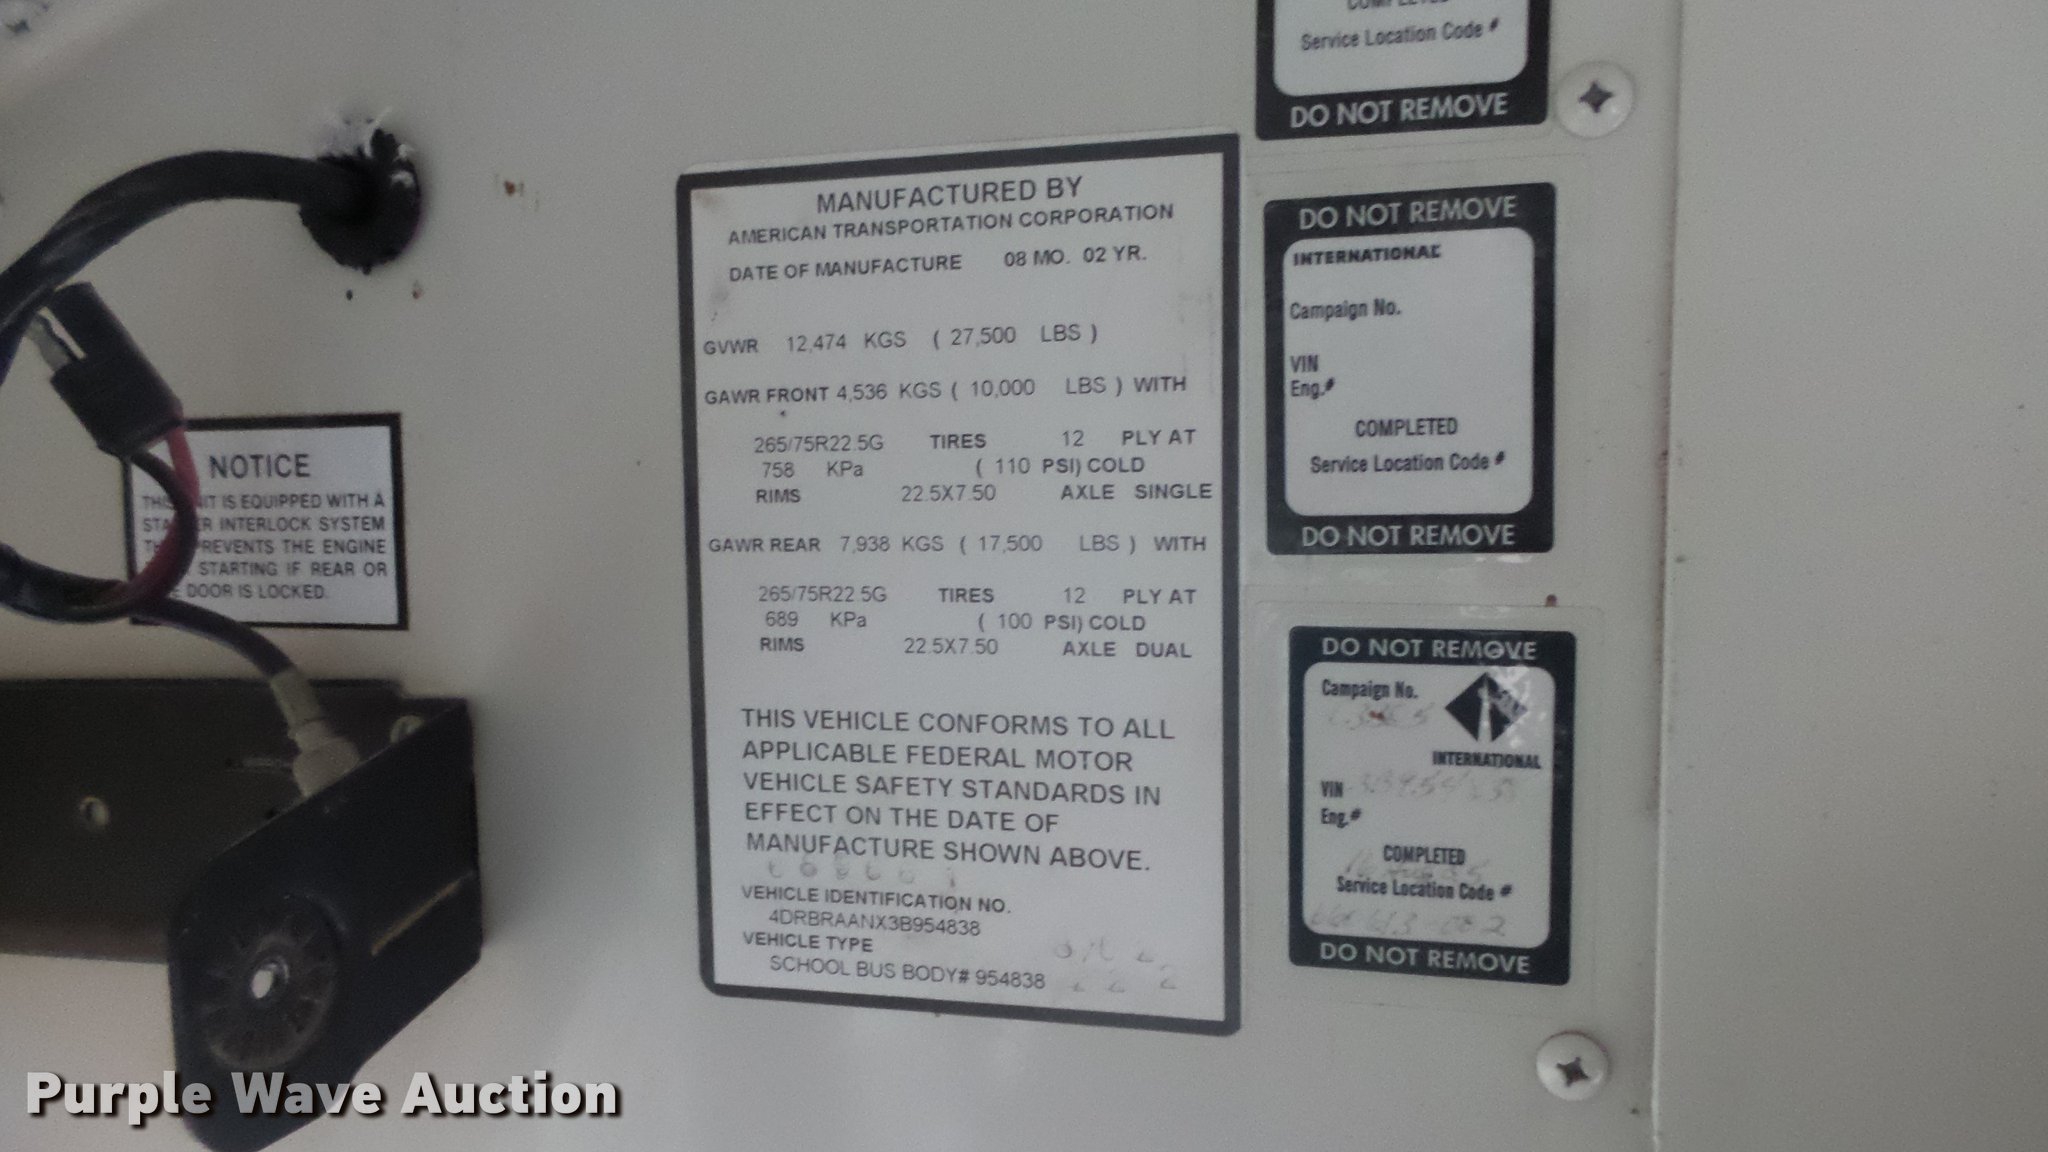 Service Location Code #
DO NOT REMOVE
MANUFACTURED BY
AMERICAN TRANSPORTATION CORPORATION
DATE OF MANUFACTURE 08 MO. 02 YR.
GVWR 12,474 KGS ( 27,500 LBS )
GAWR FRONT 4,536 KGS ( 10,000 LBS ) WITH
265/75R22.5G TIRES 12 PLY AT
758 KPa ( 110 PSI) COLD
RIMS 22.5X7.50 AXLE SINGLE
GAWR REAR 7,938 KGS ( 17,500 LBS ) WITH
265/75R22.5G TIRES 12 PLY AT
689 KPa ( 100 PSI) COLD
RIMS 22.5X7.50 AXLE DUAL
THIS VEHICLE CONFORMS TO ALL
APPLICABLE FEDERAL MOTOR
VEHICLE SAFETY STANDARDS IN
EFFECT ON THE DATE OF
MANUFACTURE SHOWN ABOVE.
VEHICLE IDENTIFICATION NO.
4DRBRAANX3B954838
VEHICLE TYPE
SCHOOL BUS BODY# 954838
DO NOT REMOVE
INTERNATIONAL
Campaign No.
VIN
Eng.#
COMPLETED
Service Location Code #
DO NOT REMOVE
DO NOT REMOVE
Campaign No.
INTERNATIONAL
VIN
Eng.#
COMPLETED
Service Location Code #
DO NOT REMOVE
NOTICE
IS EQUIPPED WITH A
INTERLOCK SYSTEM
PREVENTS THE ENGINE
STARTING IF REAR OR
DOOR IS LOCKED.
Purple Wave Auction